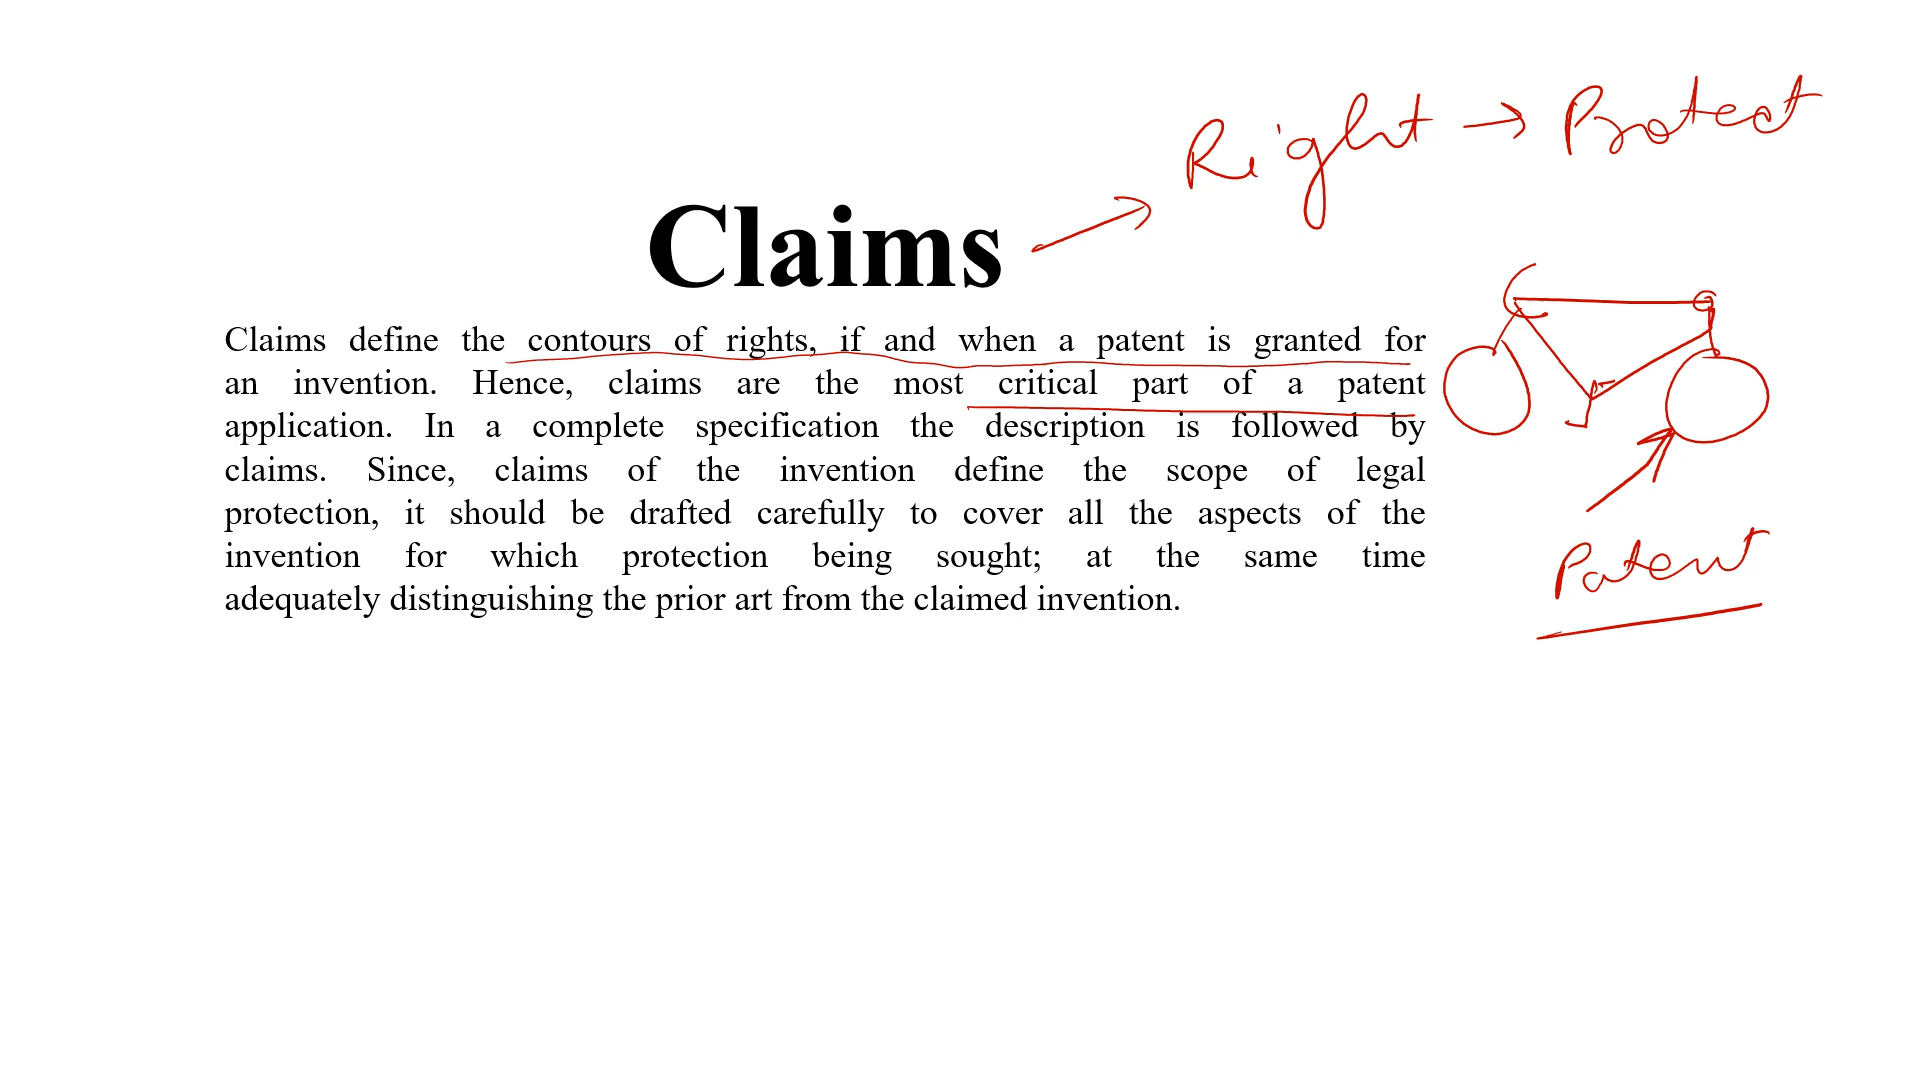 Right → Protect
Claims →
Claims define the contours of rights, if and when a patent is granted for
an invention. Hence, claims are the most critical part of a patent
application. In a complete specification the description is followed by
claims. Since, claims of the invention define the scope of legal
protection, it should be drafted carefully to cover all the aspects of the
invention for which protection being sought; at the same time
adequately distinguishing the prior art from the claimed invention.
Patent